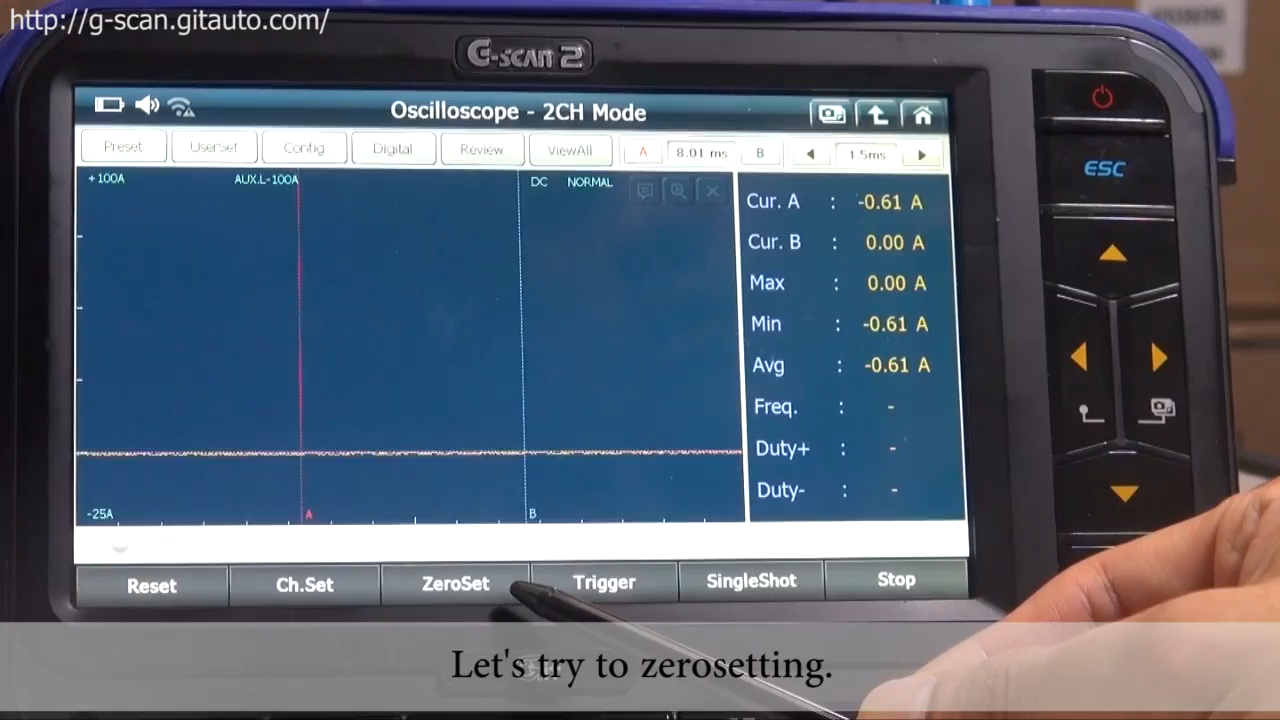 http://g-scan.gitauto.com/
G-SCAN 2
Oscilloscope - 2CH Mode
Preset UserSet Config Digital Review ViewAll A 8.01 ms B 1.5ms
+100A AUX.L-100A DC NORMAL
Cur. A : -0.61 A
Cur. B : 0.00 A
Max : 0.00 A
Min : -0.61 A
Avg : -0.61 A
Freq. : -
Duty+ : -
Duty- : -
-25A A B
Reset Ch.Set ZeroSet Trigger SingleShot Stop
ESC
Let's try to zerosetting.